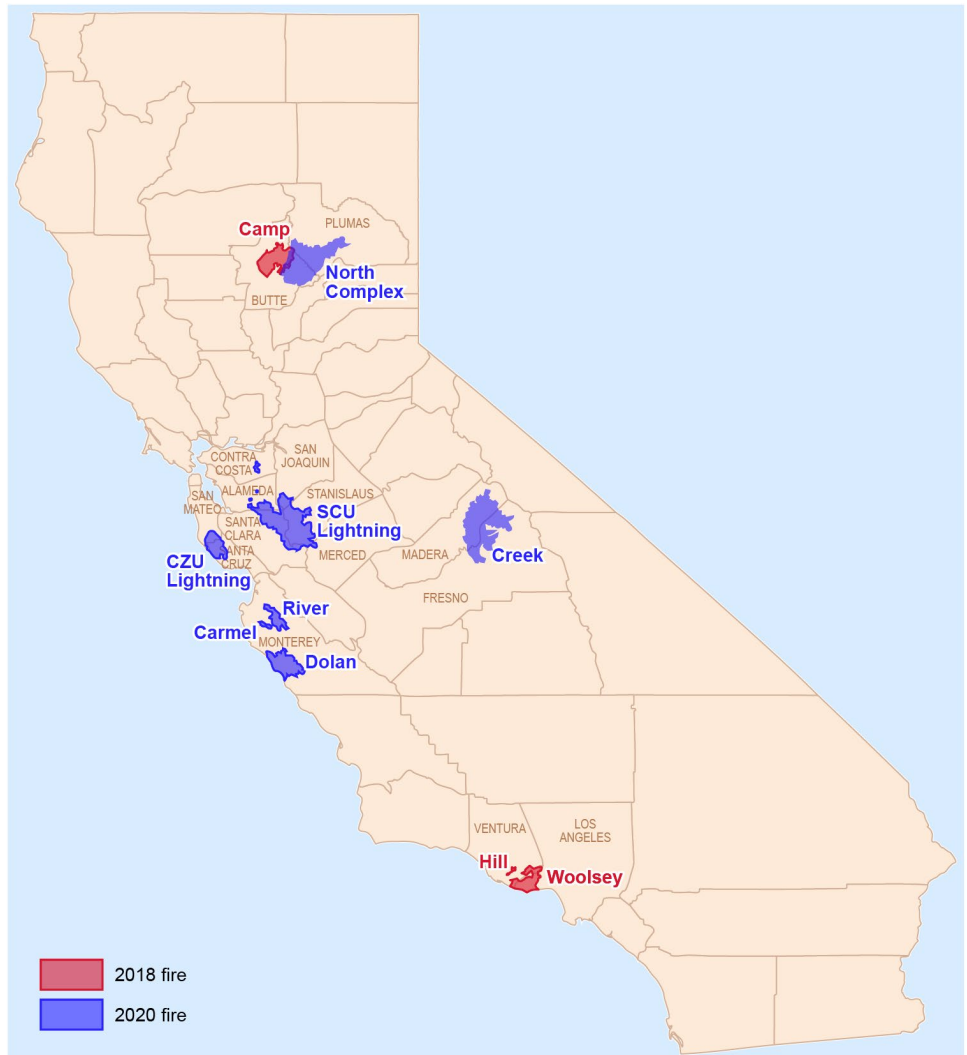 PLUMAS
Camp
North
Complex
BUTTE
CONTRA
COSTA
SAN
JOAQUIN
ALAMEDA
STANISLAUS
SAN
MATEO
SCU
Lightning
SANTA
CLARA
SANTA
CRUZ
MERCED
MADERA
Creek
CZU
Lightning
FRESNO
River
Carmel
MONTEREY
Dolan
VENTURA
LOS
ANGELES
Hill
Woolsey
2018 fire
2020 fire